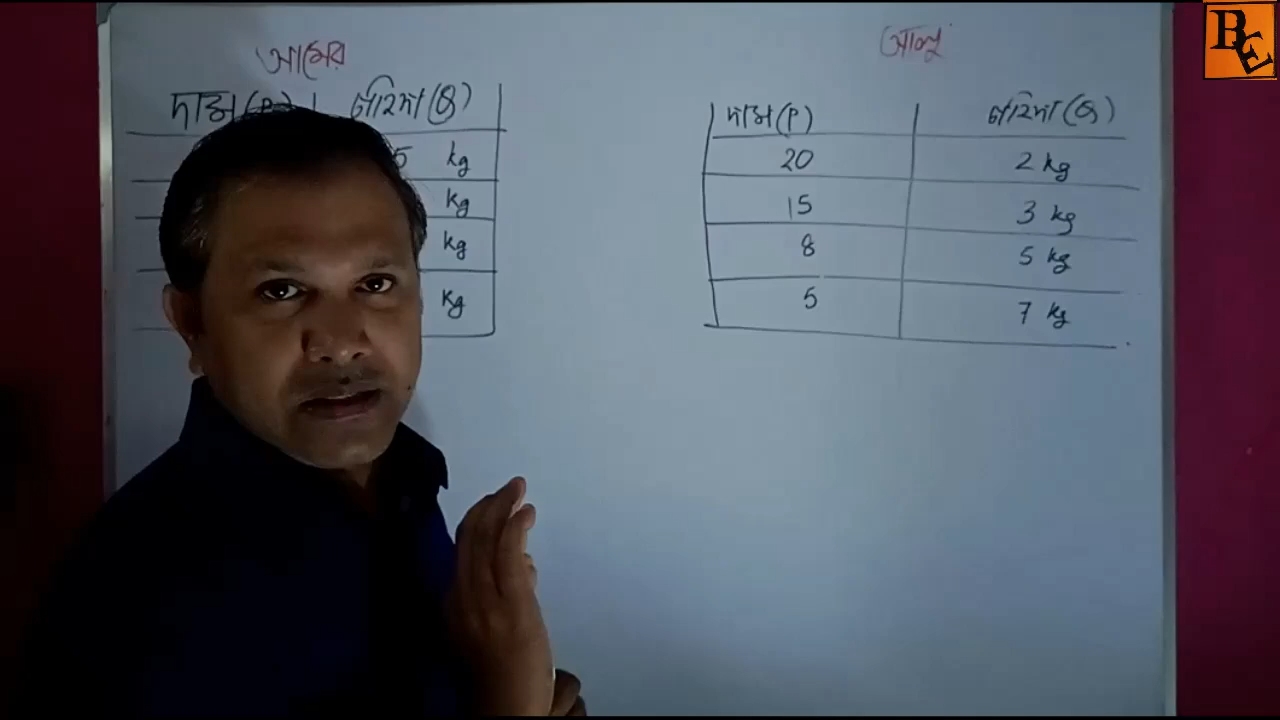 আমের
দাম(P) চাহিদা(Q)
5 kg
kg
kg
kg
আলু
দাম(P) চাহিদা(Q)
20 2 kg
15 3 kg
8 5 kg
5 7 kg
BE